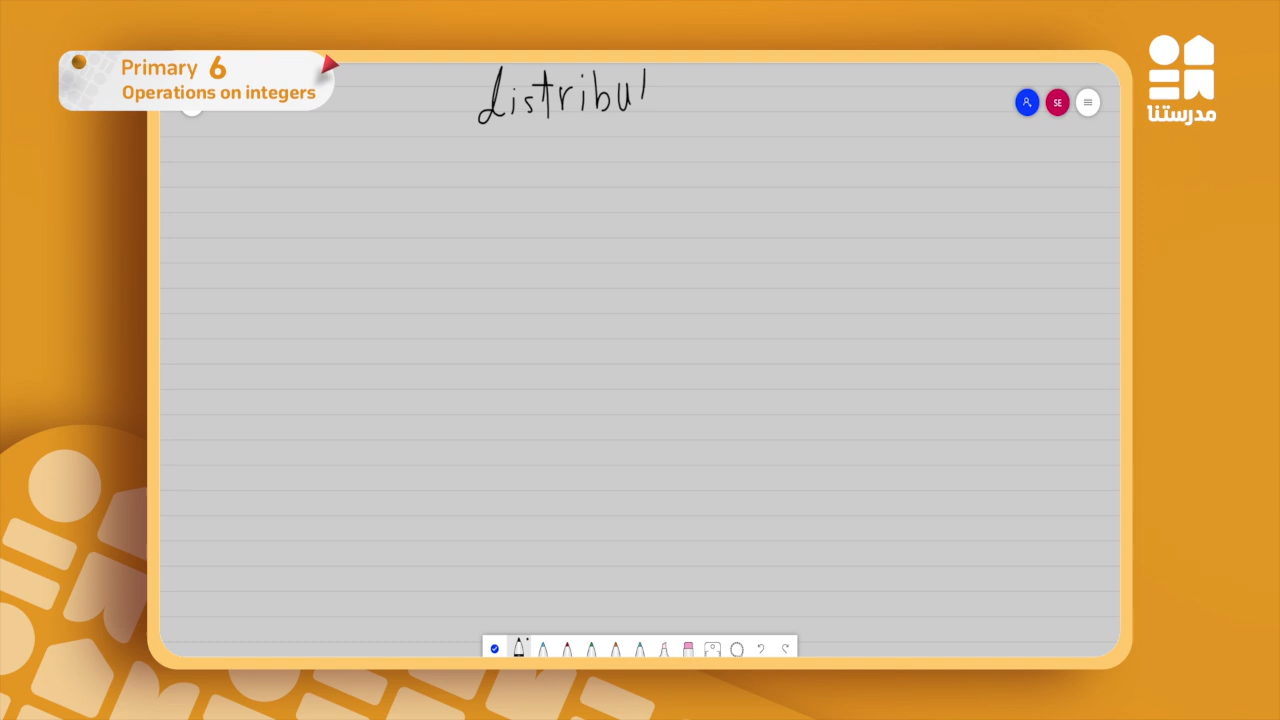 Primary 6
Operations on integers
distribu
SE
مدرستنا